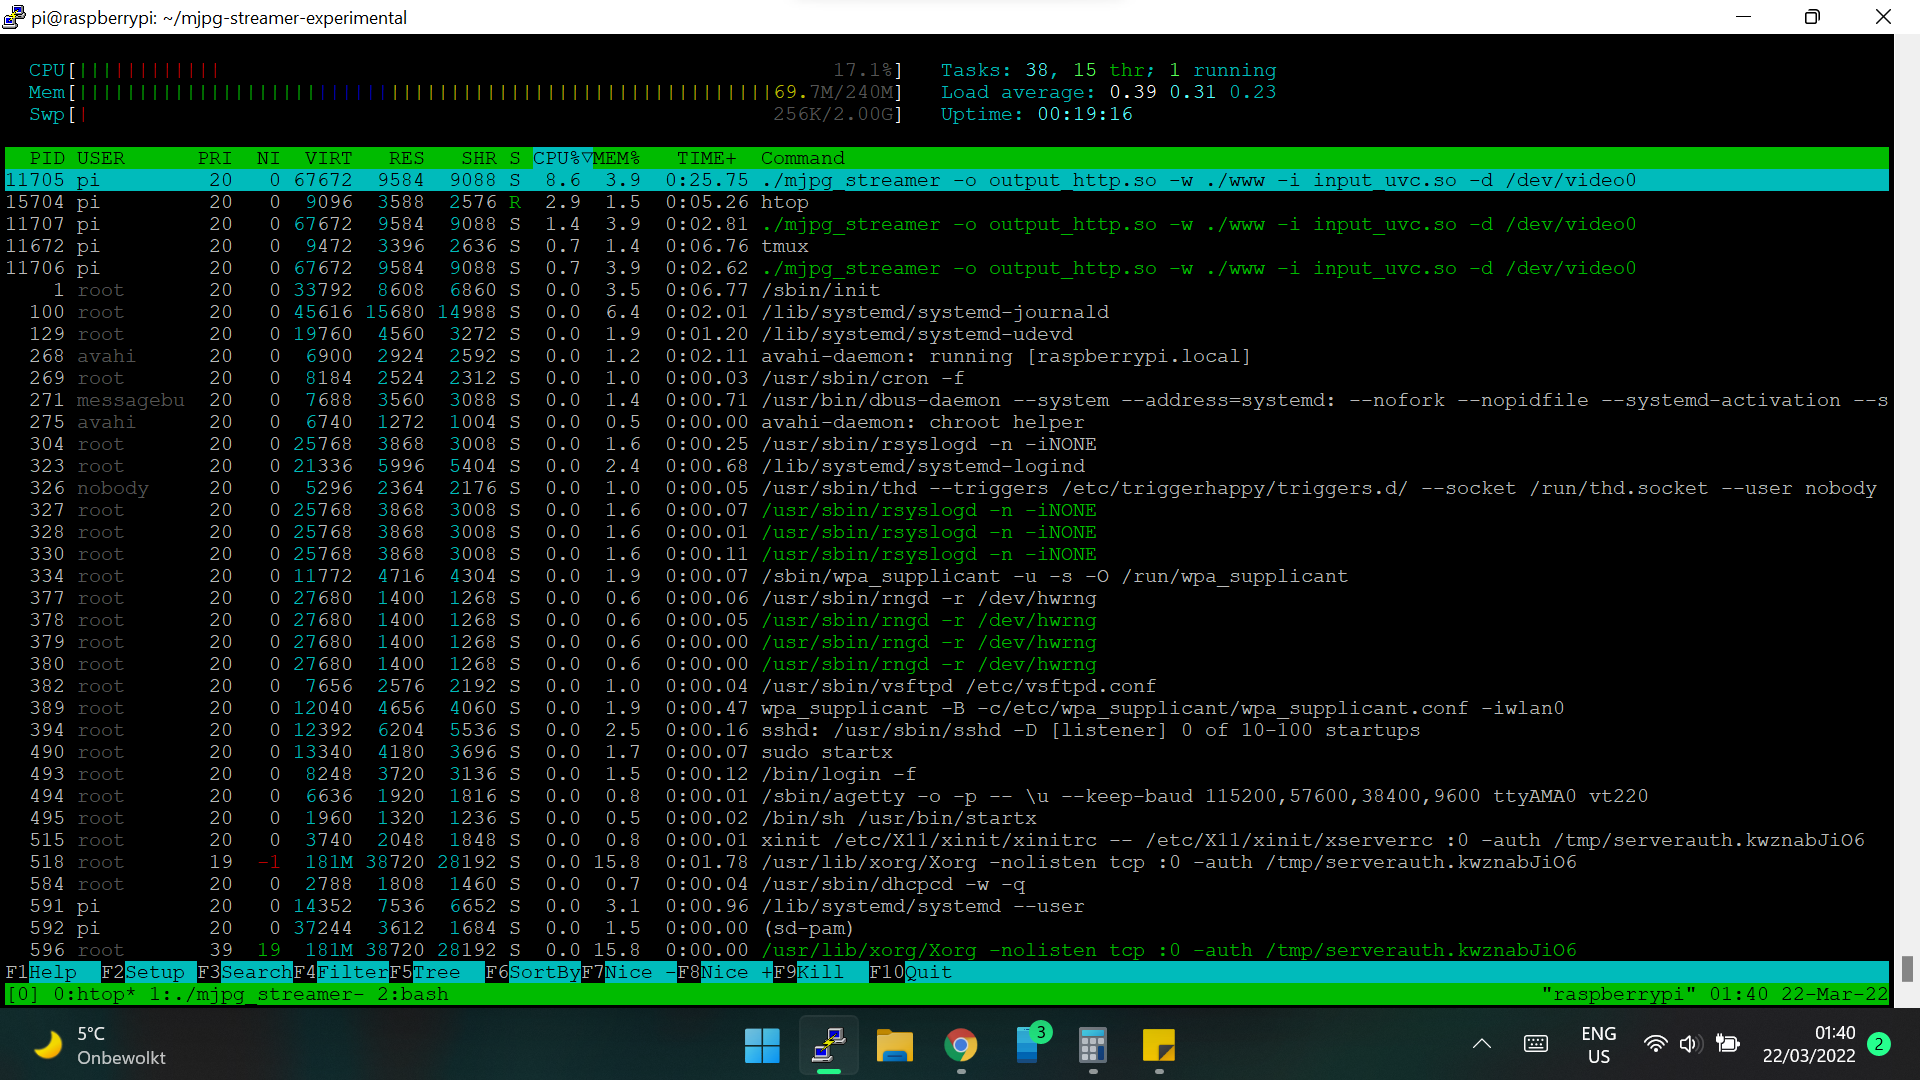 pi@raspberrypi: ~/mjpg-streamer-experimental
CPU[||||||||||||| 17.1%] Tasks: 38, 15 thr; 1 running
Mem[||||||||||||||||||||||||||||||||||||||||||||||||||||||||||69.7M/240M] Load average: 0.39 0.31 0.23
Swp[| 256K/2.00G] Uptime: 00:19:16
PID USER PRI NI VIRT RES SHR S CPU%▽MEM% TIME+ Command
11705 pi 20 0 67672 9584 9088 S 8.6 3.9 0:25.75 ./mjpg_streamer -o output_http.so -w ./www -i input_uvc.so -d /dev/video0
15704 pi 20 0 9096 3588 2576 R 2.9 1.5 0:05.26 htop
11707 pi 20 0 67672 9584 9088 S 1.4 3.9 0:02.81 ./mjpg_streamer -o output_http.so -w ./www -i input_uvc.so -d /dev/video0
11672 pi 20 0 9472 3396 2636 S 0.7 1.4 0:06.76 tmux
11706 pi 20 0 67672 9584 9088 S 0.7 3.9 0:02.62 ./mjpg_streamer -o output_http.so -w ./www -i input_uvc.so -d /dev/video0
1 root 20 0 33792 8608 6860 S 0.0 3.5 0:06.77 /sbin/init
100 root 20 0 45616 15680 14988 S 0.0 6.4 0:02.01 /lib/systemd/systemd-journald
129 root 20 0 19760 4560 3272 S 0.0 1.9 0:01.20 /lib/systemd/systemd-udevd
268 avahi 20 0 6900 2924 2592 S 0.0 1.2 0:02.11 avahi-daemon: running [raspberrypi.local]
269 root 20 0 8184 2524 2312 S 0.0 1.0 0:00.03 /usr/sbin/cron -f
271 messagebu 20 0 7688 3560 3088 S 0.0 1.4 0:00.71 /usr/bin/dbus-daemon --system --address=systemd: --nofork --nopidfile --systemd-activation --s
275 avahi 20 0 6740 1272 1004 S 0.0 0.5 0:00.00 avahi-daemon: chroot helper
304 root 20 0 25768 3868 3008 S 0.0 1.6 0:00.25 /usr/sbin/rsyslogd -n -iNONE
323 root 20 0 21336 5996 5404 S 0.0 2.4 0:00.68 /lib/systemd/systemd-logind
326 nobody 20 0 5296 2364 2176 S 0.0 1.0 0:00.05 /usr/sbin/thd --triggers /etc/triggerhappy/triggers.d/ --socket /run/thd.socket --user nobody
327 root 20 0 25768 3868 3008 S 0.0 1.6 0:00.07 /usr/sbin/rsyslogd -n -iNONE
328 root 20 0 25768 3868 3008 S 0.0 1.6 0:00.01 /usr/sbin/rsyslogd -n -iNONE
330 root 20 0 25768 3868 3008 S 0.0 1.6 0:00.11 /usr/sbin/rsyslogd -n -iNONE
334 root 20 0 11772 4716 4304 S 0.0 1.9 0:00.07 /sbin/wpa_supplicant -u -s -O /run/wpa_supplicant
377 root 20 0 27680 1400 1268 S 0.0 0.6 0:00.06 /usr/sbin/rngd -r /dev/hwrng
378 root 20 0 27680 1400 1268 S 0.0 0.6 0:00.05 /usr/sbin/rngd -r /dev/hwrng
379 root 20 0 27680 1400 1268 S 0.0 0.6 0:00.00 /usr/sbin/rngd -r /dev/hwrng
380 root 20 0 27680 1400 1268 S 0.0 0.6 0:00.00 /usr/sbin/rngd -r /dev/hwrng
382 root 20 0 7656 2576 2192 S 0.0 1.0 0:00.04 /usr/sbin/vsftpd /etc/vsftpd.conf
389 root 20 0 12040 4656 4060 S 0.0 1.9 0:00.47 wpa_supplicant -B -c/etc/wpa_supplicant/wpa_supplicant.conf -iwlan0
394 root 20 0 12392 6204 5536 S 0.0 2.5 0:00.16 sshd: /usr/sbin/sshd -D [listener] 0 of 10-100 startups
490 root 20 0 13340 4180 3696 S 0.0 1.7 0:00.07 sudo startx
493 root 20 0 8248 3720 3136 S 0.0 1.5 0:00.12 /bin/login -f
494 root 20 0 6636 1920 1816 S 0.0 0.8 0:00.01 /sbin/agetty -o -p -- \u --keep-baud 115200,57600,38400,9600 ttyAMA0 vt220
495 root 20 0 1960 1320 1236 S 0.0 0.5 0:00.02 /bin/sh /usr/bin/startx
515 root 20 0 3740 2048 1848 S 0.0 0.8 0:00.01 xinit /etc/X11/xinit/xinitrc -- /etc/X11/xinit/xserverrc :0 -auth /tmp/serverauth.kwznabJiO6
518 root 19 -1 181M 38720 28192 S 0.0 15.8 0:01.78 /usr/lib/xorg/Xorg -nolisten tcp :0 -auth /tmp/serverauth.kwznabJiO6
584 root 20 0 2788 1808 1460 S 0.0 0.7 0:00.04 /usr/sbin/dhcpcd -w -q
591 pi 20 0 14352 7536 6652 S 0.0 3.1 0:00.96 /lib/systemd/systemd --user
592 pi 20 0 37244 3612 1684 S 0.0 1.5 0:00.00 (sd-pam)
596 root 39 19 181M 38720 28192 S 0.0 15.8 0:00.00 /usr/lib/xorg/Xorg -nolisten tcp :0 -auth /tmp/serverauth.kwznabJiO6
F1Help F2Setup F3SearchF4FilterF5Tree F6SortByF7Nice -F8Nice +F9Kill F10Quit
[0] 0:htop* 1:./mjpg_streamer- 2:bash "raspberrypi" 01:40 22-Mar-22
5°C
Onbewolkt
3
ENG
US
01:40
22/03/2022
2